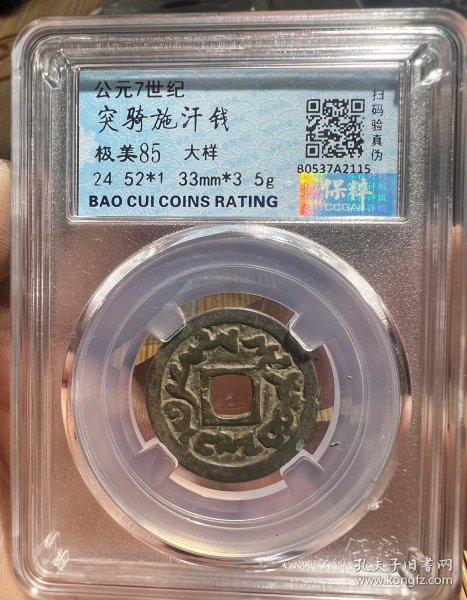 公元7世纪
突骑施汗钱
极美85 大样
24 52*1 33mm*3 5g
BAO CUI COINS RATING
扫码验真伪
B0537A2115
保粹
CCGA
孔夫子旧书网
www.kongfz.com